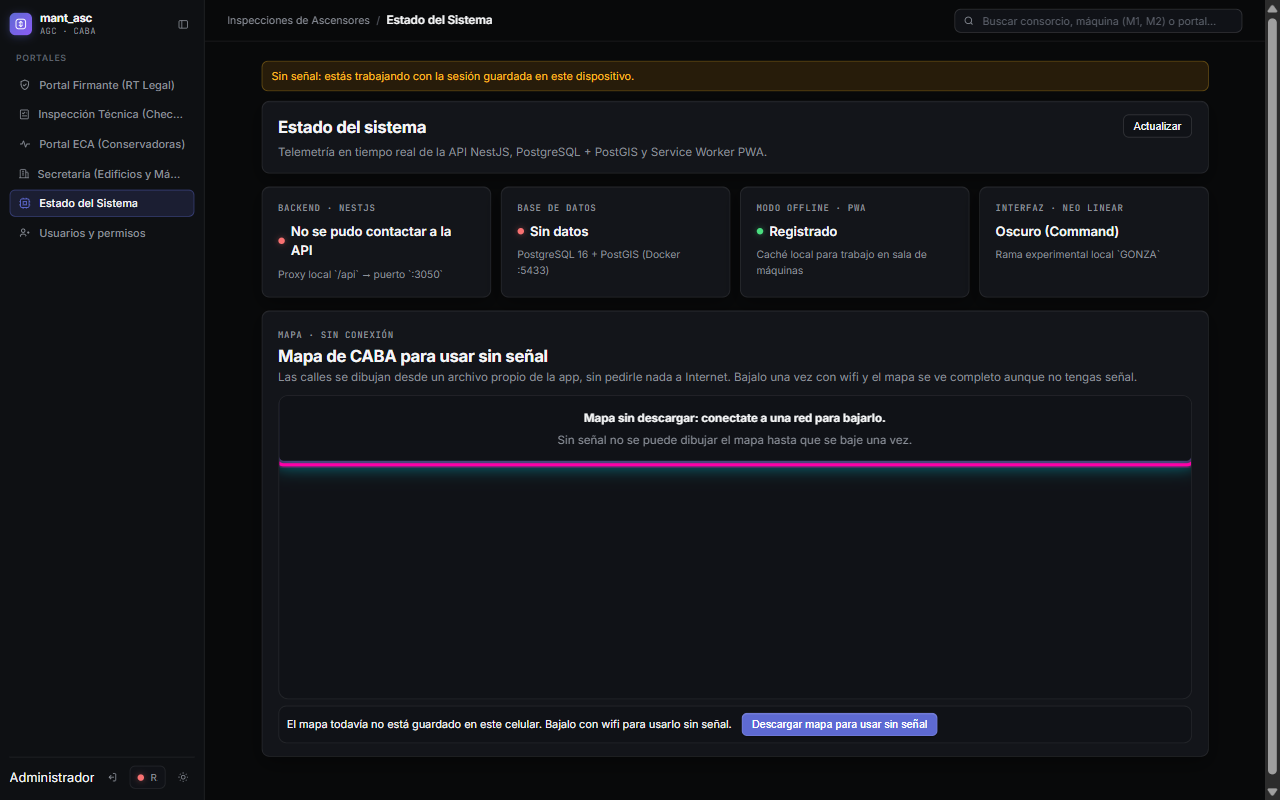 mant_asc
AGC · CABA
PORTALES
Portal Firmante (RT Legal)
Inspección Técnica (Chec...
Portal ECA (Conservadoras)
Secretaría (Edificios y Má...
Estado del Sistema
Usuarios y permisos
Administrador
R
Inspecciones de Ascensores / Estado del Sistema
Buscar consorcio, máquina (M1, M2) o portal...
Sin señal: estás trabajando con la sesión guardada en este dispositivo.
Estado del sistema
Actualizar
Telemetría en tiempo real de la API NestJS, PostgreSQL + PostGIS y Service Worker PWA.
BACKEND · NESTJS
No se pudo contactar a la
API
Proxy local `/api` → puerto `:3050`
BASE DE DATOS
Sin datos
PostgreSQL 16 + PostGIS (Docker
:5433)
MODO OFFLINE · PWA
Registrado
Caché local para trabajo en sala de
máquinas
INTERFAZ · NEO LINEAR
Oscuro (Command)
Rama experimental local `GONZA`
MAPA · SIN CONEXIÓN
Mapa de CABA para usar sin señal
Las calles se dibujan desde un archivo propio de la app, sin pedirle nada a Internet. Bajalo una vez con wifi y el mapa se ve completo aunque no tengas señal.
Mapa sin descargar: conectate a una red para bajarlo.
Sin señal no se puede dibujar el mapa hasta que se baje una vez.
El mapa todavía no está guardado en este celular. Bajalo con wifi para usarlo sin señal.
Descargar mapa para usar sin señal